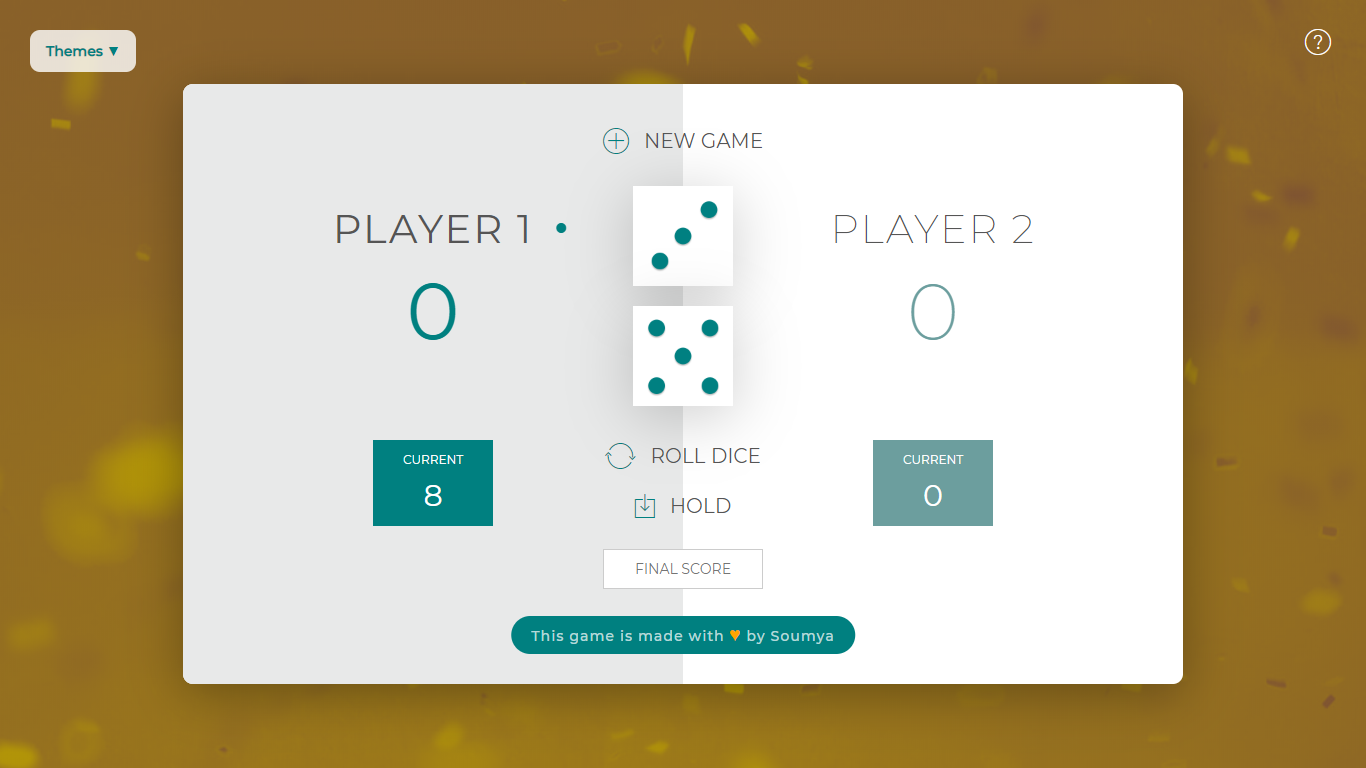 Themes ▼
?
NEW GAME
PLAYER 1
PLAYER 2
0
0
CURRENT
8
CURRENT
0
ROLL DICE
HOLD
FINAL SCORE
This game is made with ♥ by Soumya